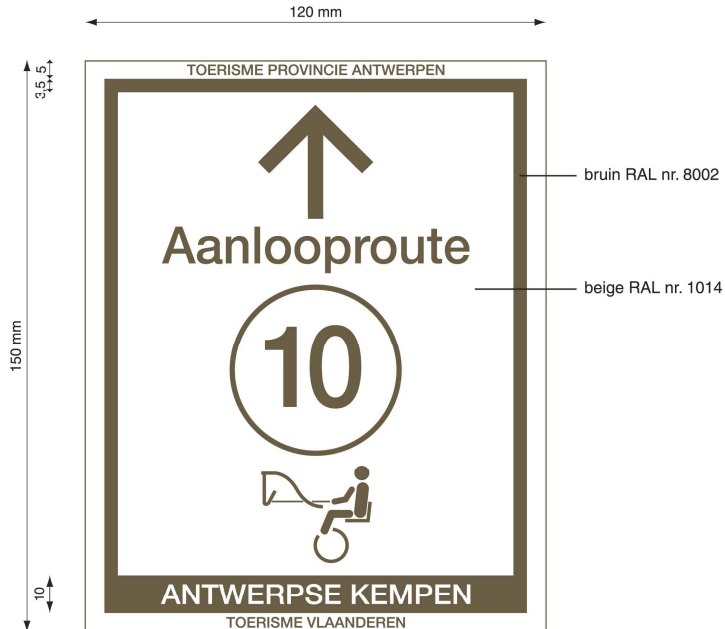 120 mm
5
3,5
TOERISME PROVINCIE ANTWERPEN
bruin RAL nr. 8002
Aanlooproute
beige RAL nr. 1014
150 mm
10
10
ANTWERPSE KEMPEN
TOERISME VLAANDEREN